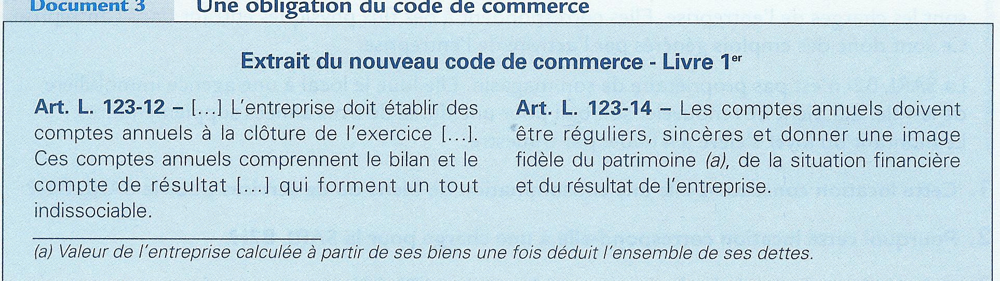 Document 3 Une obligation du code de commerce
Extrait du nouveau code de commerce - Livre 1er
Art. L. 123-12 – [...] L'entreprise doit établir des
comptes annuels à la clôture de l'exercice [...].
Ces comptes annuels comprennent le bilan et le
compte de résultat [...] qui forment un tout
indissociable.
Art. L. 123-14 – Les comptes annuels doivent
être réguliers, sincères et donner une image
fidèle du patrimoine (a), de la situation financière
et du résultat de l'entreprise.
(a) Valeur de l'entreprise calculée à partir de ses biens une fois déduit l'ensemble de ses dettes.